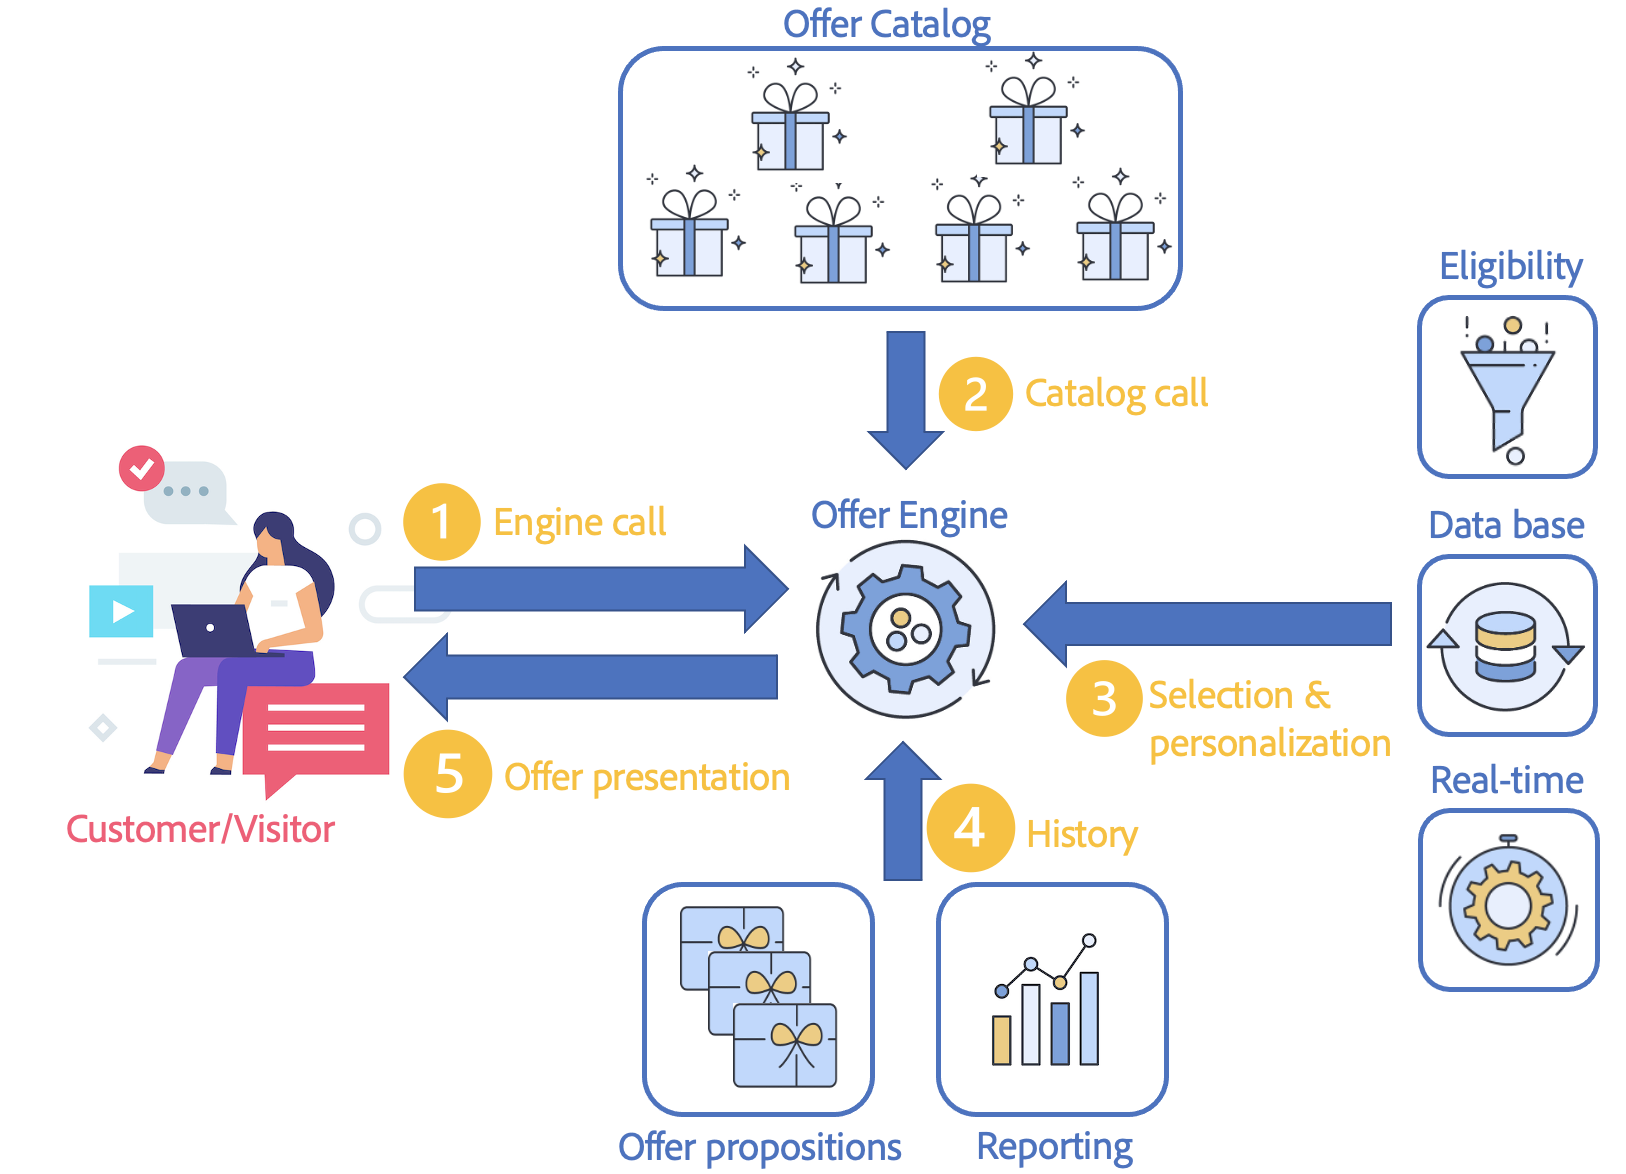 Offer Catalog
2
Catalog call
Eligibility
1
Engine call
Offer Engine
Data base
3
Selection &
personalization
5
Offer presentation
Real-time
Customer/Visitor
4
History
Offer propositions
Reporting